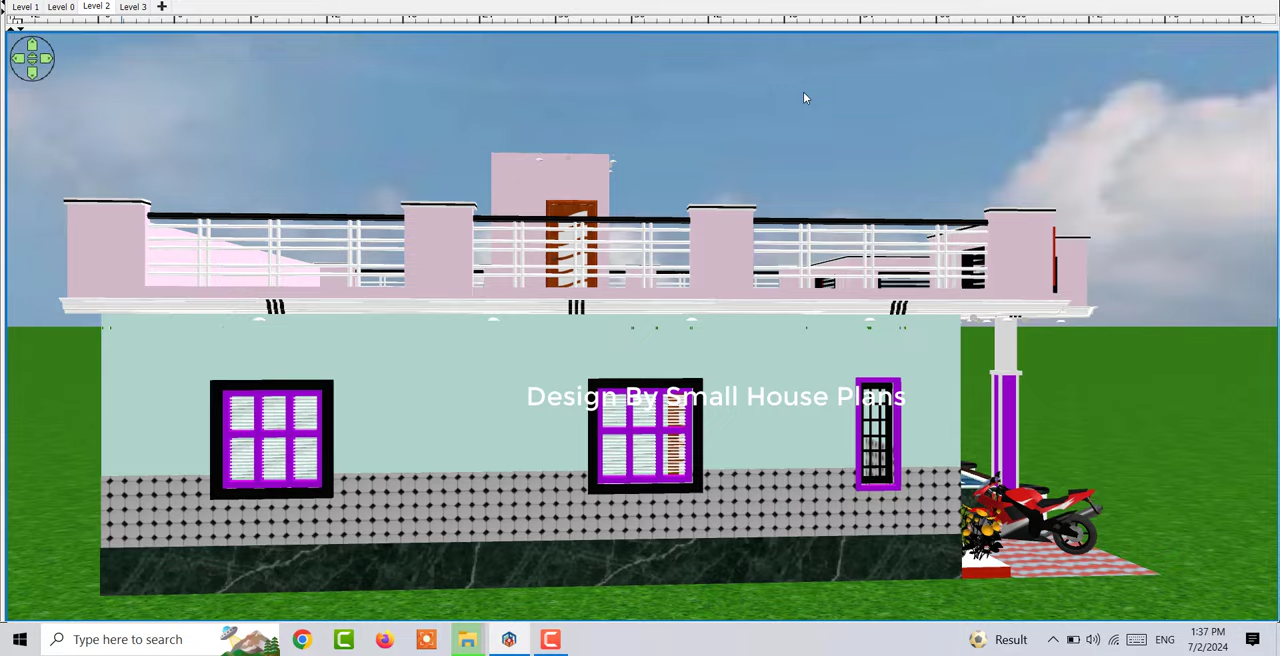 Level 1 Level 0 Level 2 Level 3
Design By Small House Plans
Type here to search
Result
ENG
1:37 PM
7/2/2024